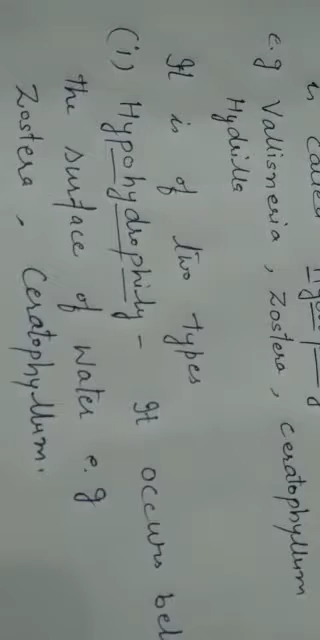 is called
e.g Vallisneria, Zostera, ceratophyllum
Hydrilla
It is of two types
(i) Hypohydrophily - It occurs bel
the surface of water e.g
Zostera, Ceratophyllum.